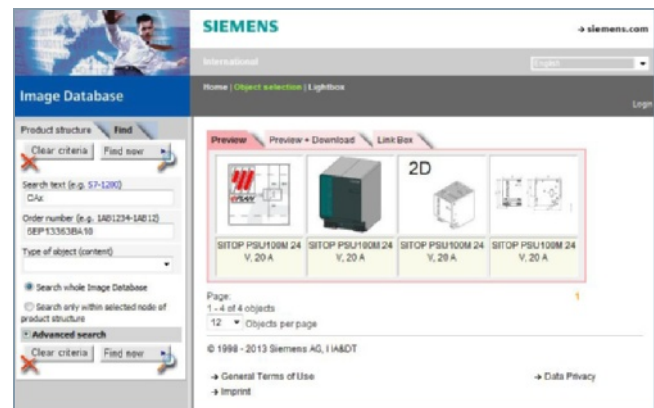 SIEMENS
→ siemens.com
International
English
Image Database
Home | Object selection | Lightbox
Login
Product structure
Find
Clear criteria
Find now
Search text (e.g. S7-1200)
CAx
Order number (e.g. 1AB1234-1AB12)
6EP13363BA10
Type of object (content)
Search whole Image Database
Search only within selected node of
product structure
Advanced search
Clear criteria
Find now
Preview
Preview + Download
Link Box
EPLAN
2D
SITOP PSU100M 24
V, 20 A
SITOP PSU100M 24
V, 20 A
SITOP PSU100M 24
V, 20 A
SITOP PSU100M 24
V, 20 A
Page:
1
1 - 4 of 4 objects
12
Objects per page
© 1998 - 2013 Siemens AG, I IA&DT
→ General Terms of Use
→ Data Privacy
→ Imprint